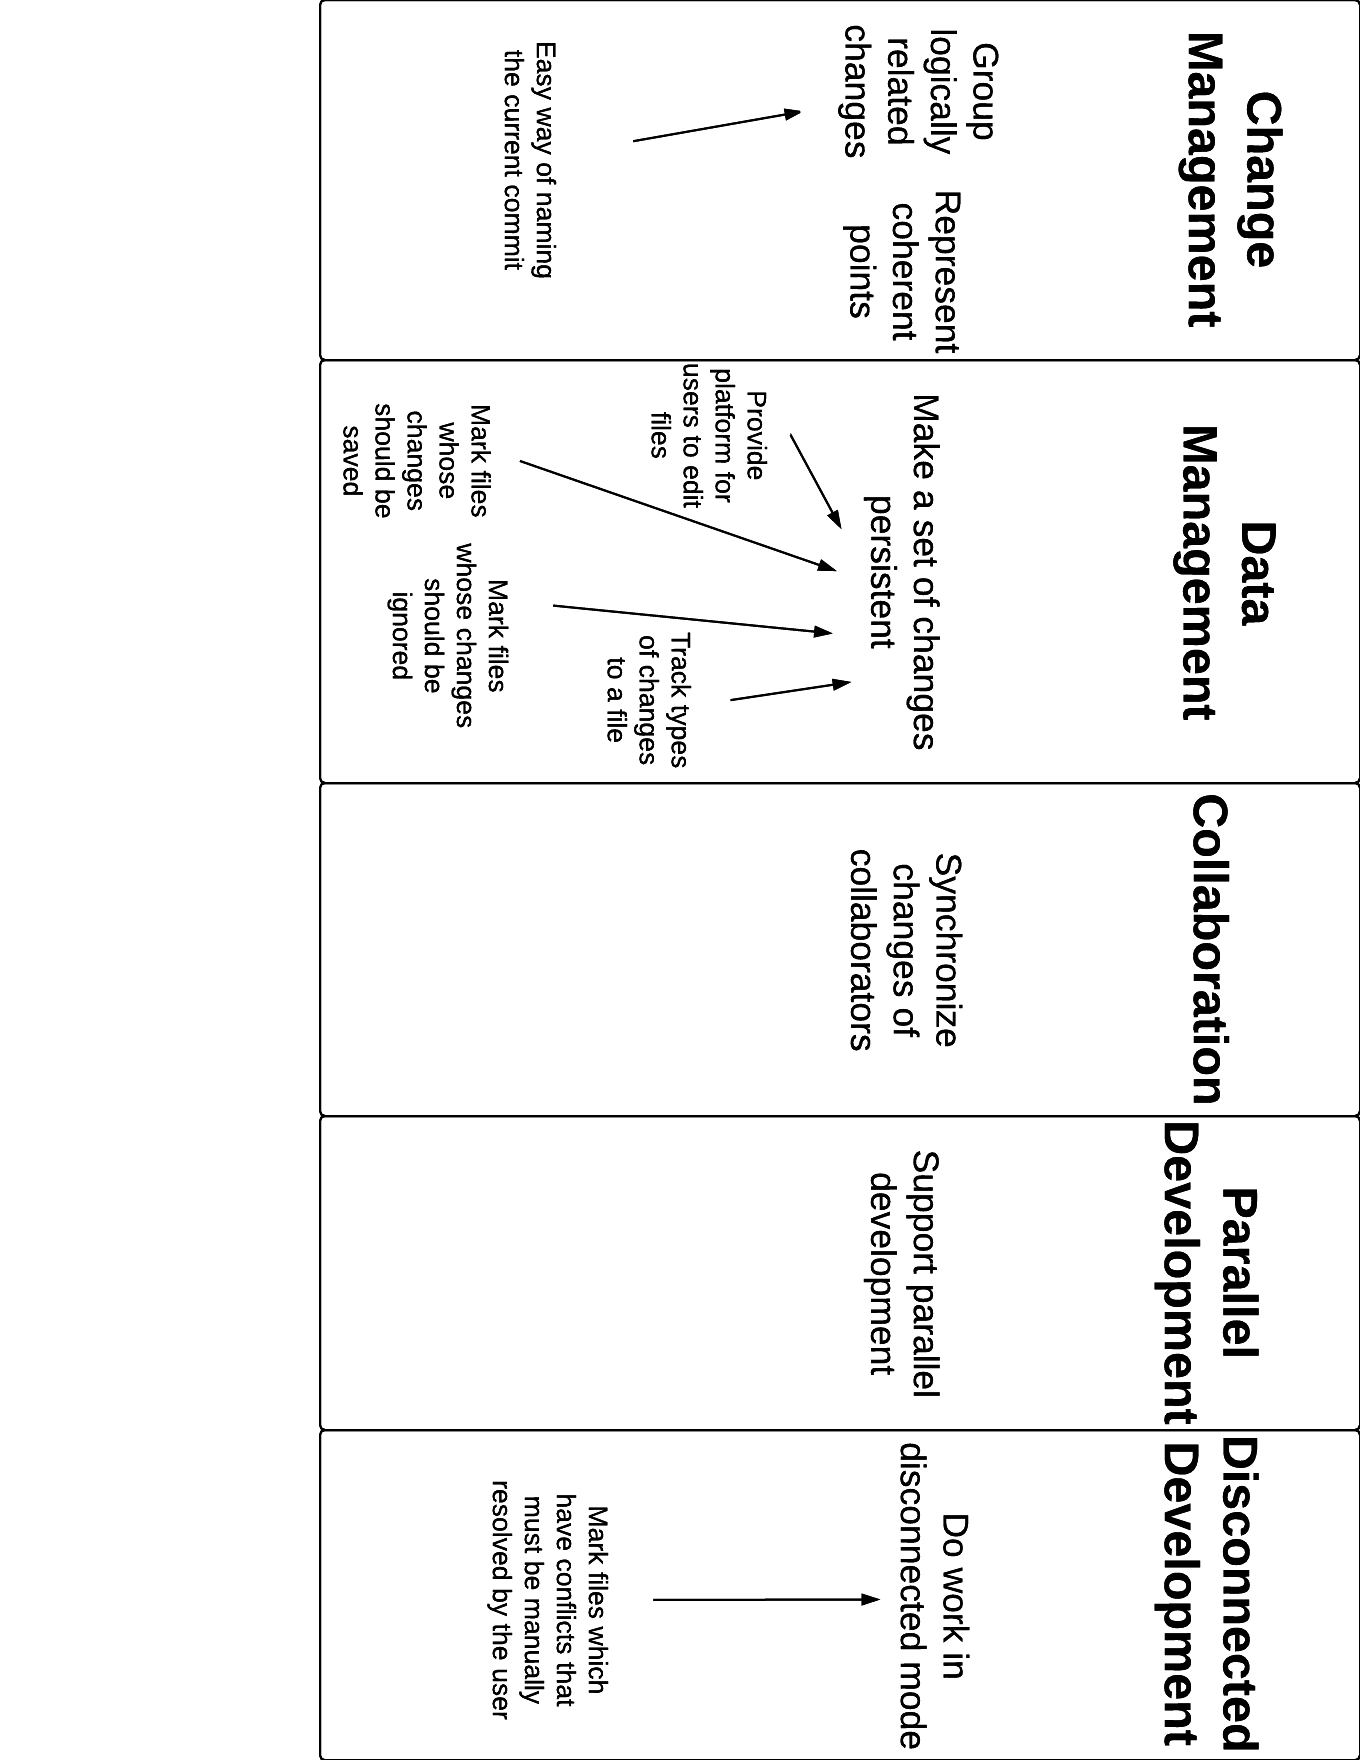 Change
Management
Group
logically
related
changes
Represent
coherent
points
Easy way of naming
the current commit
Data
Management
Make a set of changes
persistent
Provide
platform for
users to edit
files
Mark files
whose
changes
should be
saved
Mark files
whose changes
should be
ignored
Track types
of changes
to a file
Collaboration
Synchronize
changes of
collaborators
Parallel
Development
Support parallel
development
Disconnected
Development
Do work in
disconnected mode
Mark files which
have conflicts that
must be manually
resolved by the user